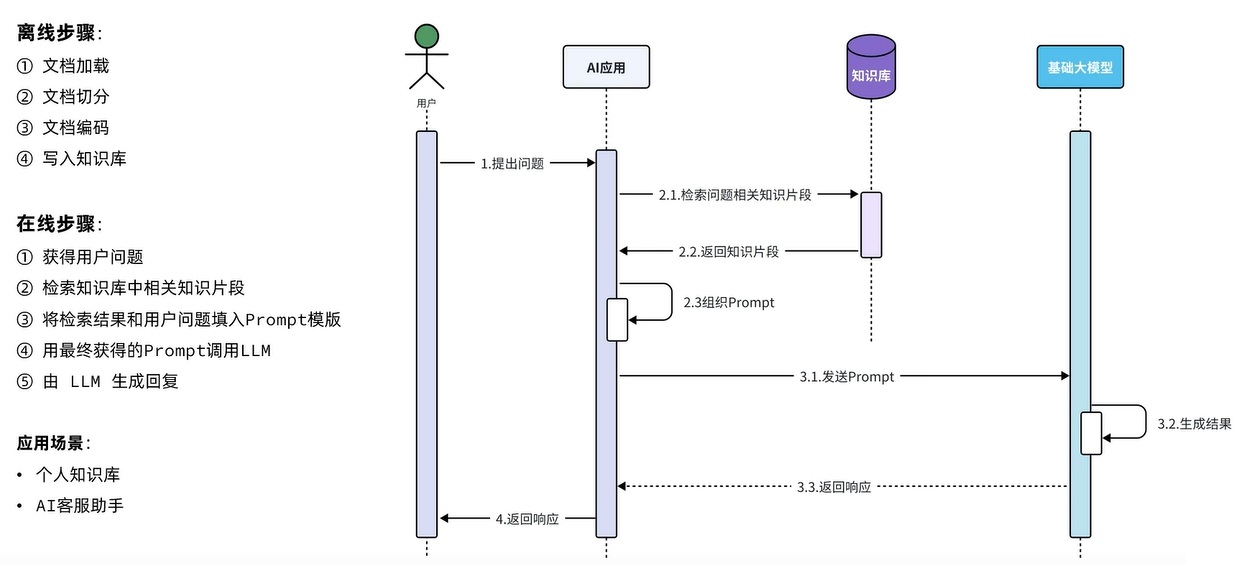 离线步骤：
① 文档加载
② 文档切分
③ 文档编码
④ 写入知识库
在线步骤：
① 获得用户问题
② 检索知识库中相关知识片段
③ 将检索结果和用户问题填入Prompt模版
④ 用最终获得的Prompt调用LLM
⑤ 由 LLM 生成回复
应用场景：
• 个人知识库
• AI客服助手
用户
AI应用
知识库
基础大模型
1.提出问题
2.1.检索问题相关知识片段
2.2.返回知识片段
2.3组织Prompt
3.1.发送Prompt
3.2.生成结果
3.3.返回响应
4.返回响应